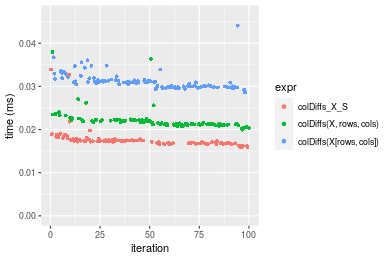 0.04
0.03
0.02
0.01
0.00
time (ms)
0
25
50
75
100
iteration
expr
colDiffs_X_S
colDiffs(X, rows, cols)
colDiffs(X[rows, cols])